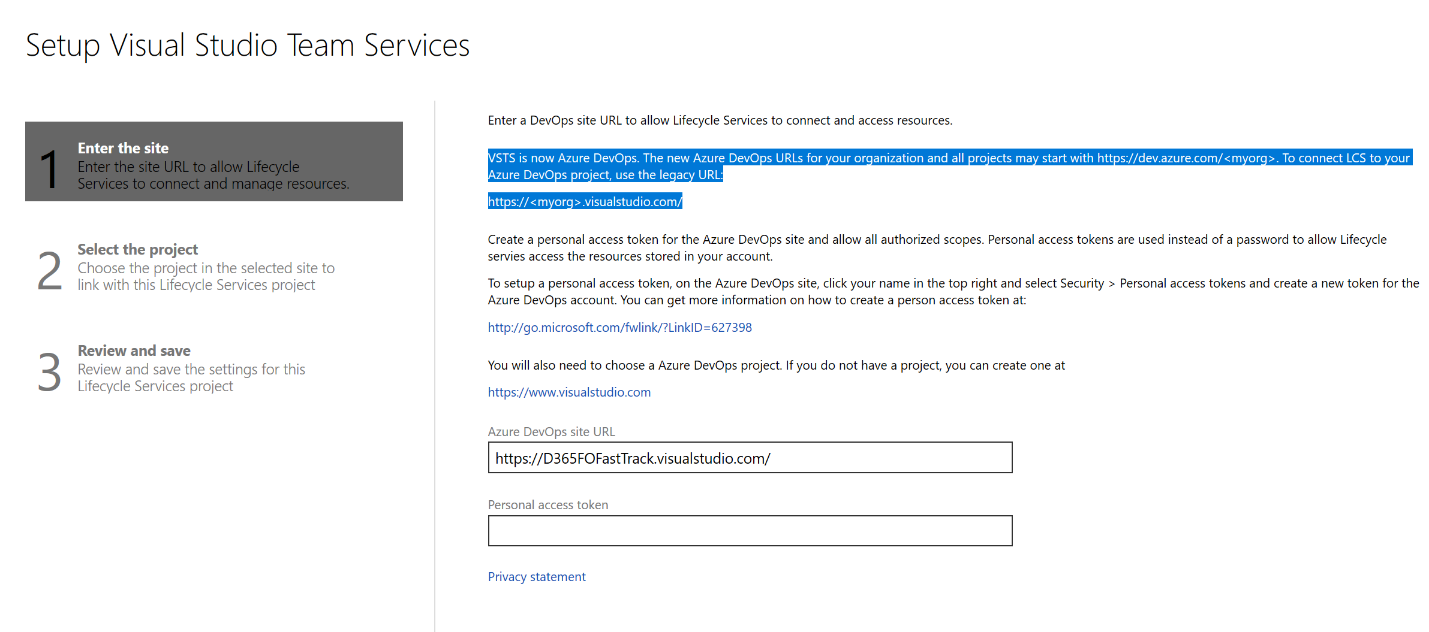 Setup Visual Studio Team Services
1
Enter the site
Enter the site URL to allow Lifecycle
Services to connect and manage resources.
2
Select the project
Choose the project in the selected site to
link with this Lifecycle Services project
3
Review and save
Review and save the settings for this
Lifecycle Services project
Enter a DevOps site URL to allow Lifecycle Services to connect and access resources.
VSTS is now Azure DevOps. The new Azure DevOps URLs for your organization and all projects may start with https://dev.azure.com/<myorg>. To connect LCS to your
Azure DevOps project, use the legacy URL:
https://<myorg>.visualstudio.com/
Create a personal access token for the Azure DevOps site and allow all authorized scopes. Personal access tokens are used instead of a password to allow Lifecycle
servies access the resources stored in your account.
To setup a personal access token, on the Azure DevOps site, click your name in the top right and select Security > Personal access tokens and create a new token for the
Azure DevOps account. You can get more information on how to create a person access token at:
http://go.microsoft.com/fwlink/?LinkID=627398
You will also need to choose a Azure DevOps project. If you do not have a project, you can create one at
https://www.visualstudio.com
Azure DevOps site URL
https://D365FOFastTrack.visualstudio.com/
Personal access token
Privacy statement